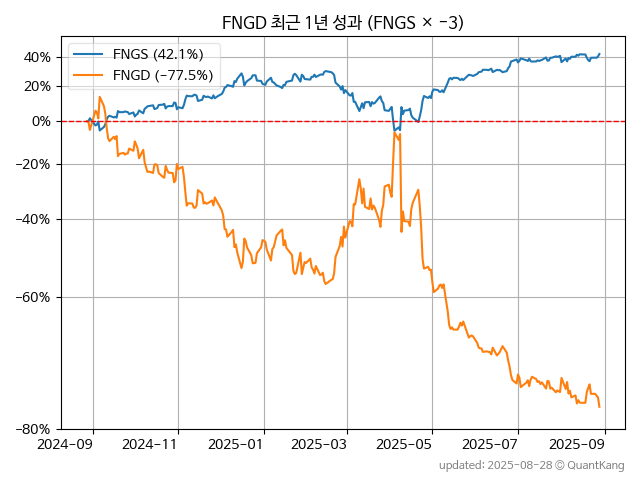 FNGD 최근 1년 성과 (FNGS × −3)
FNGS (42.1%)
FNGD (−77.5%)
40%
20%
0%
−20%
−40%
−60%
−80%
2024-09 2024-11 2025-01 2025-03 2025-05 2025-07 2025-09
updated: 2025-08-28 © QuantKang